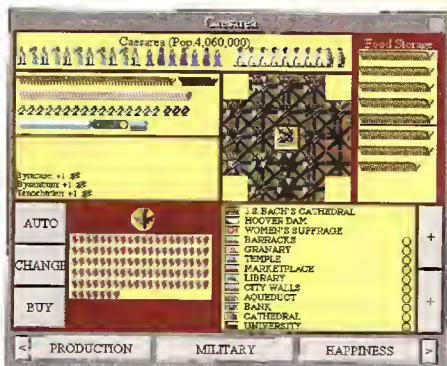 Caesarea
Caesarea (Pop:4,060,000)
Food Storage
Syracuse +1
Byzantium +1
Tenochtitlan +1
AUTO
CHANGE
BUY
J.S. BACH'S CATHEDRAL
HOOVER DAM
WOMEN'S SUFFRAGE
BARRACKS
GRANARY
TEMPLE
MARKETPLACE
LIBRARY
CITY WALLS
AQUEDUCT
BANK
CATHEDRAL
UNIVERSITY
+
+
< PRODUCTION MILITARY HAPPINESS >